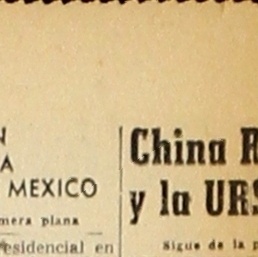 N
A
MEXICO
mera plana
esidencial en
China R
y la URS
Sigue de la p